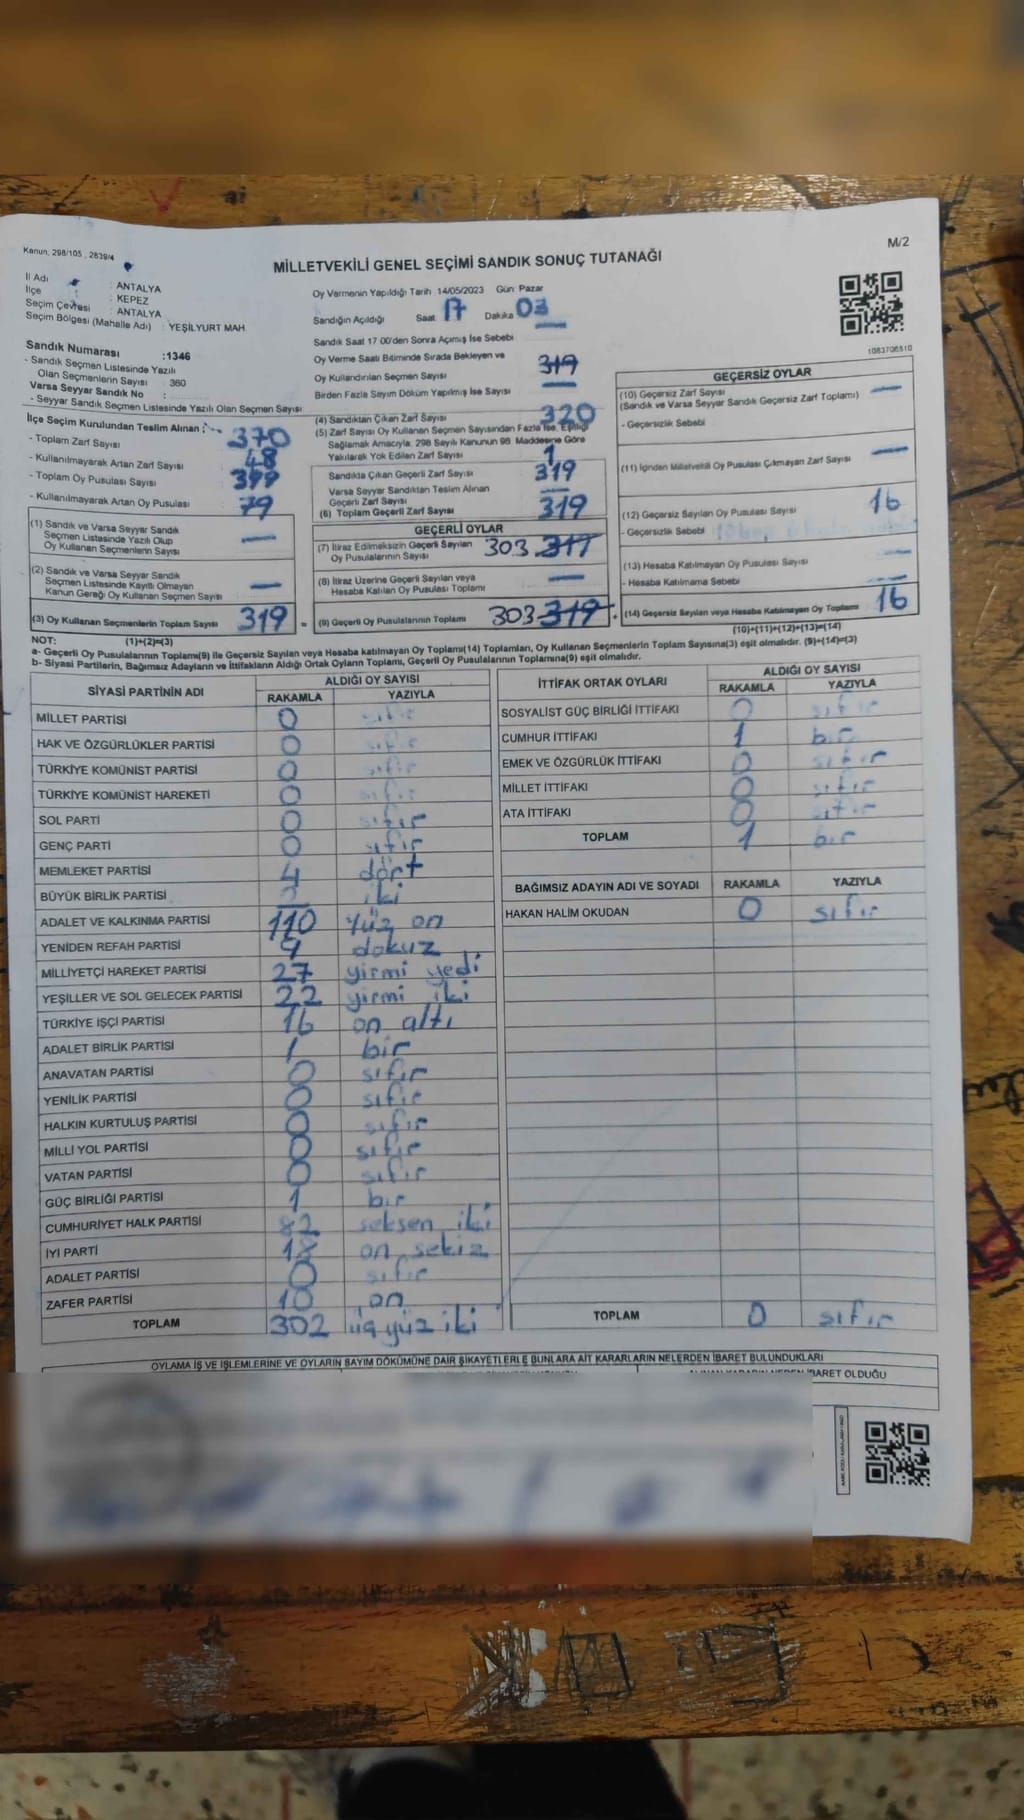 Kanun, 298/105 , 2839/4
M/2
MİLLETVEKİLİ GENEL SEÇİMİ SANDIK SONUÇ TUTANAĞI
İl Adı : ANTALYA
İlçe : KEPEZ
Seçim Çevresi : ANTALYA
Seçim Bölgesi (Mahalle Adı) : YEŞİLYURT MAH.
Sandık Numarası :1346
- Sandık Seçmen Listesinde Yazılı
Olan Seçmenlerin Sayısı : 360
Varsa Seyyar Sandık No :
- Seyyar Sandık Seçmen Listesinde Yazılı Olan Seçmen Sayısı
İlçe Seçim Kurulundan Teslim Alınan ;
- Toplam Zarf Sayısı 370
- Kullanılmayarak Artan Zarf Sayısı 48
- Toplam Oy Pusulası Sayısı
- Kullanılmayarak Artan Oy Pusulası 79
(1) Sandık ve Varsa Seyyar Sandık
Seçmen Listesinde Yazılı Olup
Oy Kullanan Seçmenlerin Sayısı —
(2) Sandık ve Varsa Seyyar Sandık
Seçmen Listesinde Kayıtlı Olmayan
Kanun Gereği Oy Kullanan Seçmen Sayısı —
(3) Oy Kullanan Seçmenlerin Toplam Sayısı 319
Oy Vermenin Yapıldığı Tarih 14/05/2023 Gün Pazar
Sandığın Açıldığı Saat 17 Dakika 03
Sandık Saat 17 00'den Sonra Açımış İse Sebebi —
Oy Verme Saati Bitiminde Sırada Bekleyen ve
Oy Kullandırılan Seçmen Sayısı 319
Birden Fazla Sayım Döküm Yapılmış İse Sayısı —
(4) Sandıktan Çıkan Zarf Sayısı 320
(5) Zarf Sayısı Oy Kullanan Seçmen Sayısından Fazla İse, Eşitliği
Sağlamak Amacıyla, 298 Sayılı Kanunun 98. Maddesine Göre
Yakılarak Yok Edilen Zarf Sayısı 1
Sandıkta Çıkan Geçerli Zarf Sayısı 319
Varsa Seyyar Sandıktan Teslim Alınan
Geçerli Zarf Sayısı —
(6) Toplam Geçerli Zarf Sayısı 319
GEÇERLİ OYLAR
(7) İtiraz Edilmeksizin Geçerli Sayılan
Oy Pusulalarının Sayısı 303 317
(8) İtiraz Üzerine Geçerli Sayılan veya
Hesaba Katılan Oy Pusulası Toplamı —
(9) Geçerli Oy Pusulalarının Toplamı 303 319
1083706510
GEÇERSİZ OYLAR
(10) Geçersiz Zarf Sayısı —
(Sandık ve Varsa Seyyar Sandık Geçersiz Zarf Toplamı)
- Geçersizlik Sebebi
(11) İçinden Milletvekili Oy Pusulası Çıkmayan Zarf Sayısı —
(12) Geçersiz Sayılan Oy Pusulası Sayısı 16
- Geçersizlik Sebebi
(13) Hesaba Katılmayan Oy Pusulası Sayısı —
- Hesaba Katılmama Sebebi —
(14) Geçersiz Sayılan veya Hesaba Katılmayan Oy Toplamı 16
(10)+(11)+(12)+(13)=(14)
NOT: (1)+(2)=(3)
a- Geçerli Oy Pusulalarının Toplamı(9) ile Geçersiz Sayılan veya Hesaba katılmayan Oy Toplamı(14) Toplamları, Oy Kullanan Seçmenlerin Toplam Sayısına(3) eşit olmalıdır. (9)+(14)=(3)
b- Siyasi Partilerin, Bağımsız Adayların ve İttifakların Aldığı Ortak Oyların Toplamı, Geçerli Oy Pusulalarının Toplamına(9) eşit olmalıdır.
SİYASİ PARTİNİN ADI ALDIĞI OY SAYISI
RAKAMLA YAZIYLA
MİLLET PARTİSİ 0 sıfır
HAK VE ÖZGÜRLÜKLER PARTİSİ 0 sıfır
TÜRKİYE KOMÜNİST PARTİSİ 0 sıfır
TÜRKİYE KOMÜNİST HAREKETİ 0 sıfır
SOL PARTİ 0 sıfır
GENÇ PARTİ 0 sıfır
MEMLEKET PARTİSİ 4 dört
BÜYÜK BİRLİK PARTİSİ 2 iki
ADALET VE KALKINMA PARTİSİ 110 yüz on
YENİDEN REFAH PARTİSİ 9 dokuz
MİLLİYETÇİ HAREKET PARTİSİ 27 yirmi yedi
YEŞİLLER VE SOL GELECEK PARTİSİ 22 yirmi iki
TÜRKİYE İŞÇİ PARTİSİ 16 on altı
ADALET BİRLİK PARTİSİ 1 bir
ANAVATAN PARTİSİ 0 sıfır
YENİLİK PARTİSİ 0 sıfır
HALKIN KURTULUŞ PARTİSİ 0 sıfır
MİLLİ YOL PARTİSİ 0 sıfır
VATAN PARTİSİ 0 sıfır
GÜÇ BİRLİĞİ PARTİSİ 1 bir
CUMHURİYET HALK PARTİSİ 82 seksen iki
İYİ PARTİ 18 on sekiz
ADALET PARTİSİ 0 sıfır
ZAFER PARTİSİ 10 on
TOPLAM 302 üçyüz iki
İTTİFAK ORTAK OYLARI ALDIĞI OY SAYISI
RAKAMLA YAZIYLA
SOSYALİST GÜÇ BİRLİĞİ İTTİFAKI 0 sıfır
CUMHUR İTTİFAKI 1 bir
EMEK VE ÖZGÜRLÜK İTTİFAKI 0 sıfır
MİLLET İTTİFAKI 0 sıfır
ATA İTTİFAKI 0 sıfır
TOPLAM 1 bir
BAĞIMSIZ ADAYIN ADI VE SOYADI RAKAMLA YAZIYLA
HAKAN HALİM OKUDAN 0 sıfır
TOPLAM 0 sıfır
OYLAMA İŞ VE İŞLEMLERİNE VE OYLARIN SAYIM DÖKÜMÜNE DAİR ŞİKAYETLERLE BUNLARA AİT KARARLARIN NELERDEN İBARET BULUNDUKLARI
İBARET OLDUĞU